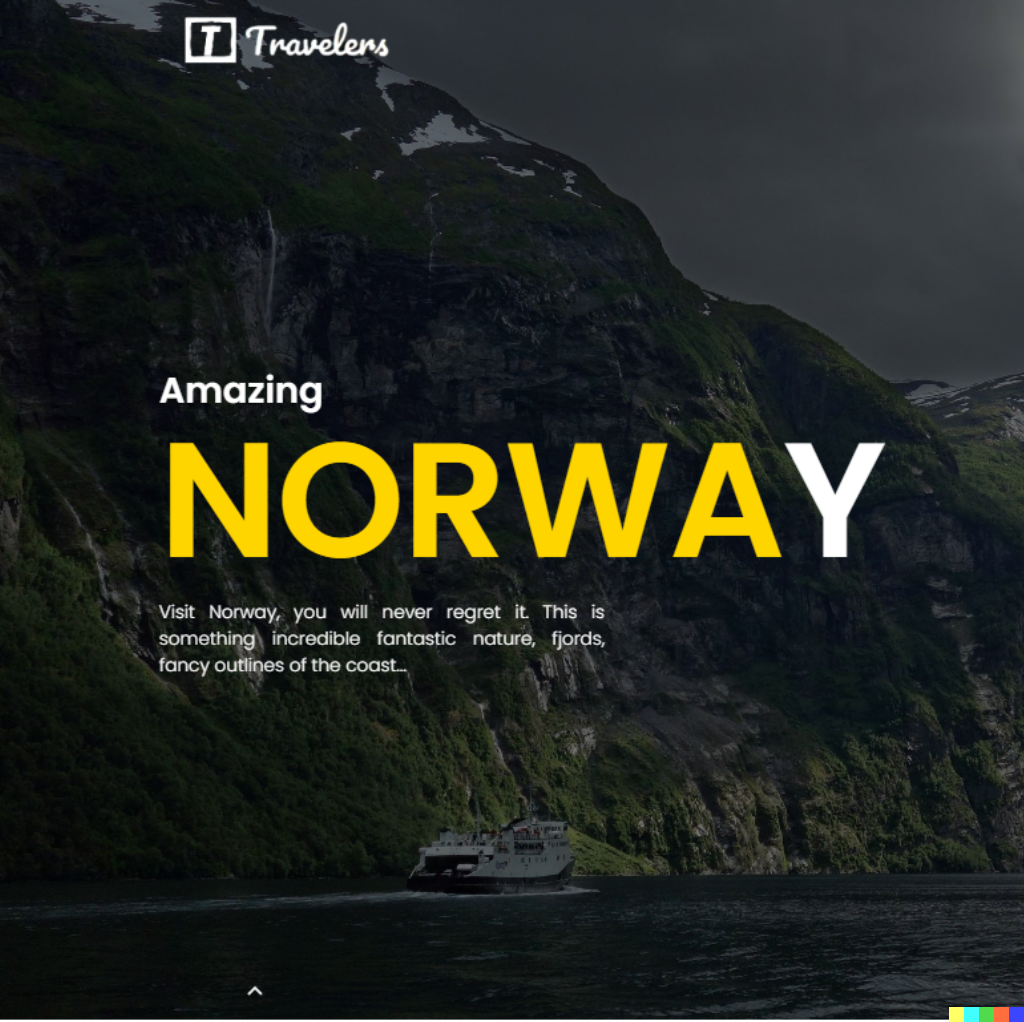 T Travelers
Amazing
NORWAY
Visit Norway, you will never regret it. This is
something incredible fantastic nature, fjords,
fancy outlines of the coast...